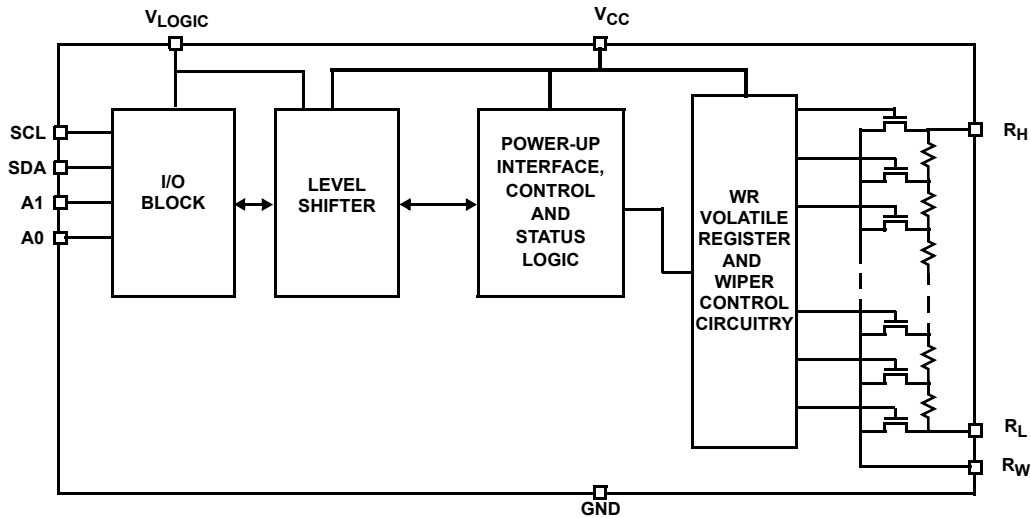 VLOGIC
VCC
SCL
SDA
A1
A0
I/O
BLOCK
LEVEL
SHIFTER
POWER-UP
INTERFACE,
CONTROL
AND
STATUS
LOGIC
WR
VOLATILE
REGISTER
AND
WIPER
CONTROL
CIRCUITRY
RH
RL
RW
GND